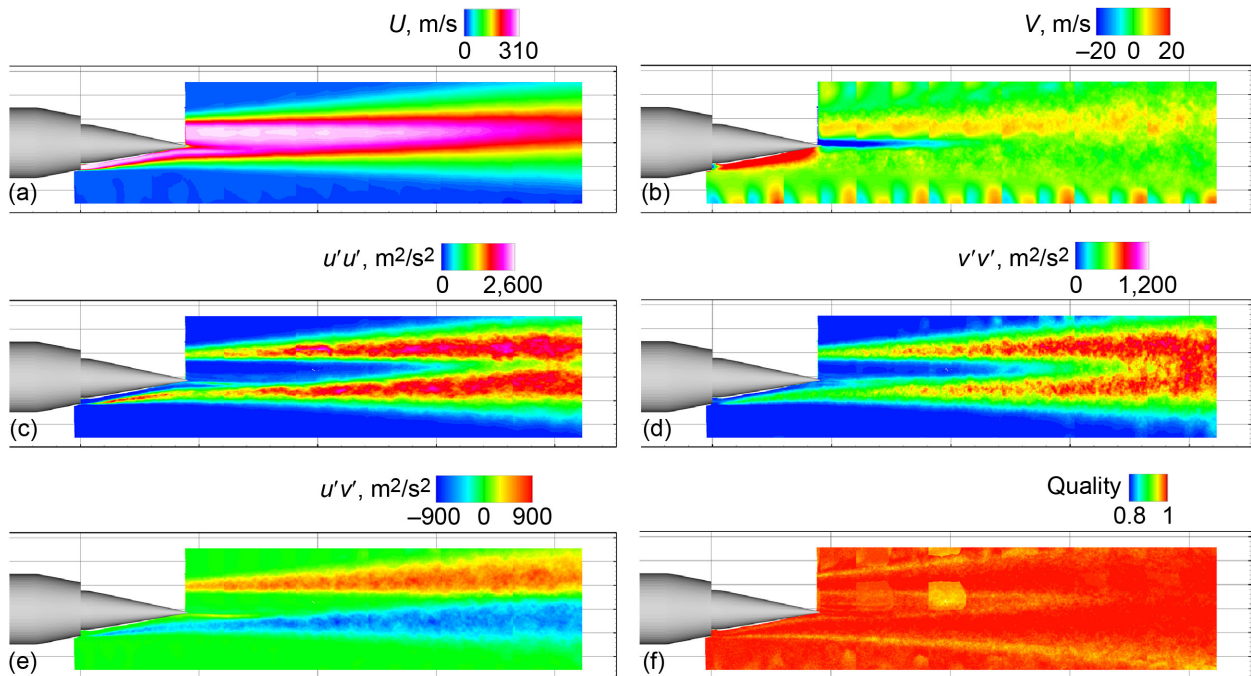 U, m/s
0 310
V, m/s
–20 0 20
(a)
(b)
u′u′, m2/s2
0 2,600
v′v′, m2/s2
0 1,200
(c)
(d)
u′v′, m2/s2
–900 0 900
Quality
0.8 1
(e)
(f)